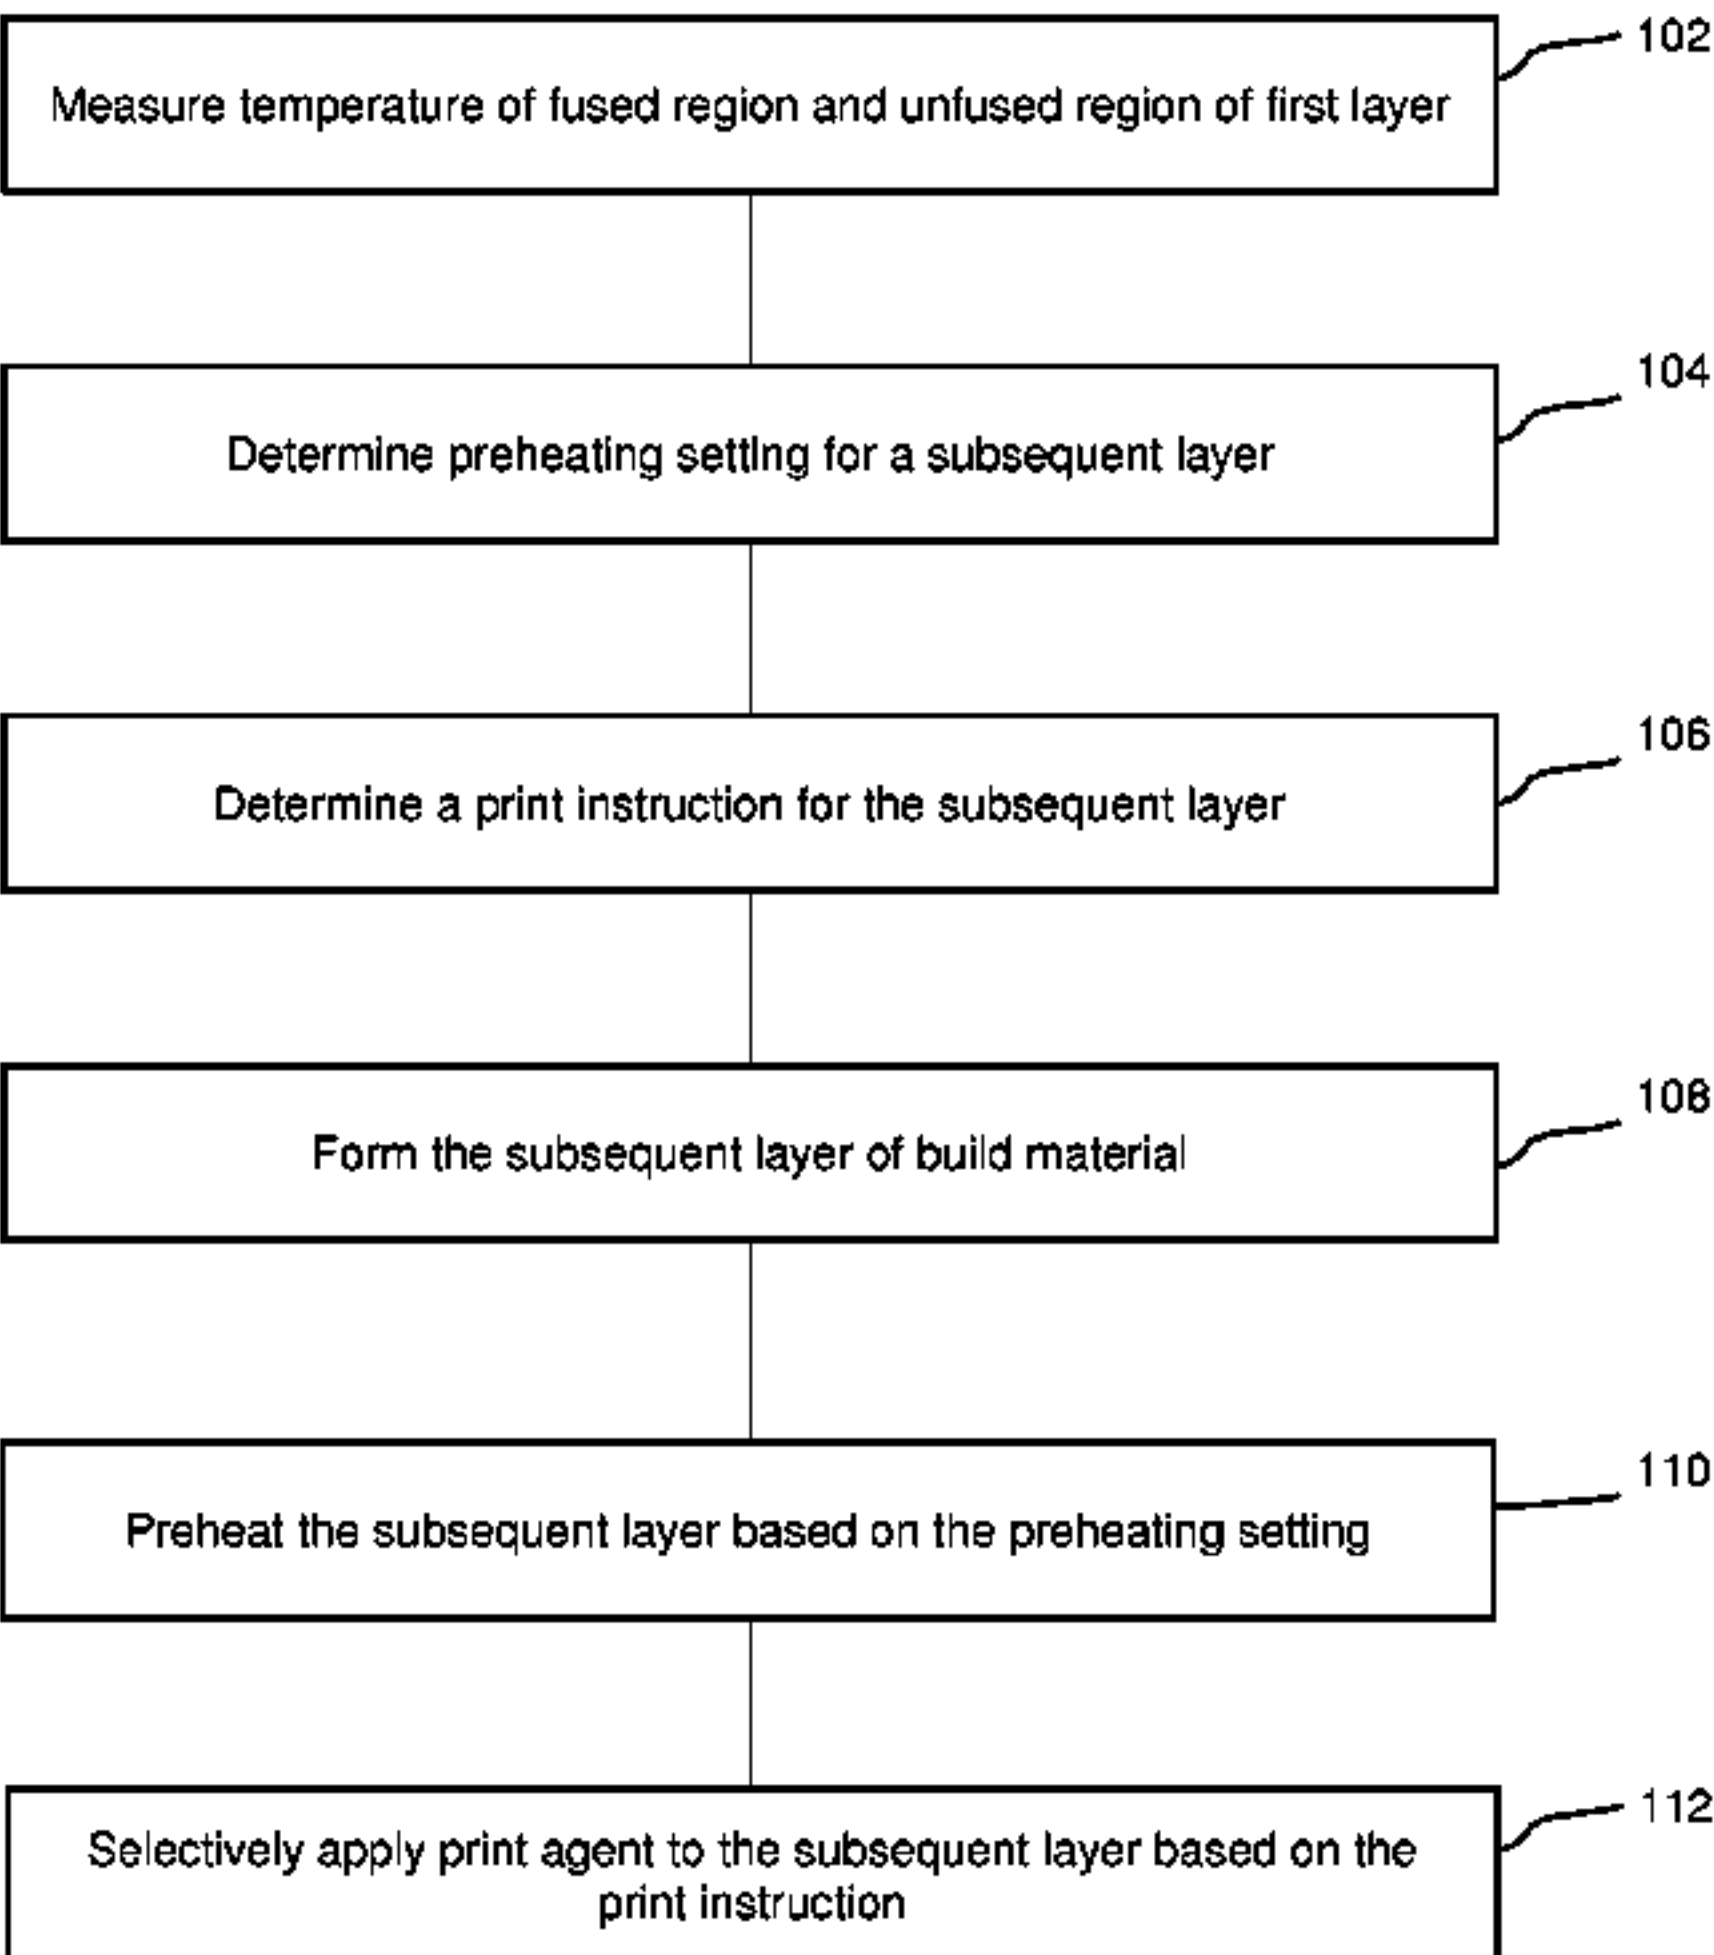 102
Measure temperature of fused region and unfused region of first layer
104
Determine preheating setting for a subsequent layer
106
Determine a print instruction for the subsequent layer
108
Form the subsequent layer of build material
110
Preheat the subsequent layer based on the preheating setting
112
Selectively apply print agent to the subsequent layer based on the
print instruction